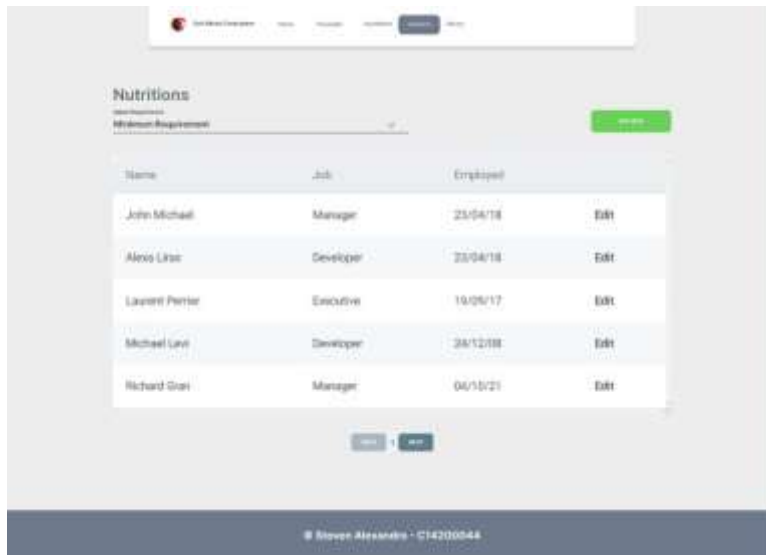 Nutritions
Minimum Requirement
Name Job Employed
John Michael Manager 23/04/18 Edit
Alexis Liras Developer 23/04/18 Edit
Laurent Perrier Executive 19/09/17 Edit
Michael Levi Developer 24/12/08 Edit
Richard Gran Manager 04/10/21 Edit
© Steven Alexandro - C14200044